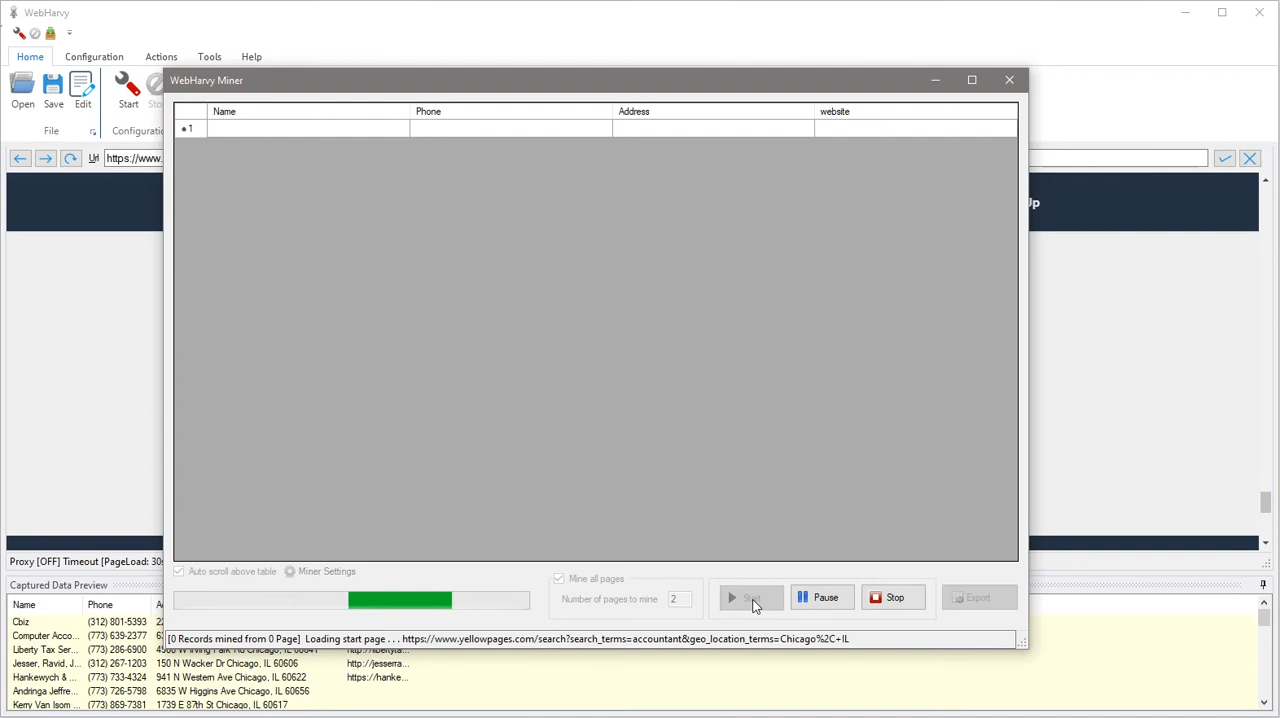 WebHarvy
Home Configuration Actions Tools Help
Open Save Edit Start
File Configuratio
Url https://www.
WebHarvy Miner
Name Phone Address website
1
Up
Proxy [OFF] Timeout [PageLoad: 30s
Auto scroll above table Miner Settings
Mine all pages
Number of pages to mine 2
Start Pause Stop Export
[0 Records mined from 0 Page] Loading start page . . . https://www.yellowpages.com/search?search_terms=accountant&geo_location_terms=Chicago%2C+IL
Captured Data Preview
Name Phone
Cbiz (312) 801-5393
Computer Acco... (773) 639-2377
Liberty Tax Ser... (773) 286-6900
Jesser, Ravid, J... (312) 267-1203 150 N Wacker Dr Chicago, IL 60606 http://jesserra...
Hankewych & ... (773) 733-4324 941 N Western Ave Chicago, IL 60622 https://hanke...
Andringa Jeffre... (773) 726-5798 6835 W Higgins Ave Chicago, IL 60656
Kerry Van Isom ... (773) 869-7381 1739 E 87th St Chicago, IL 60617